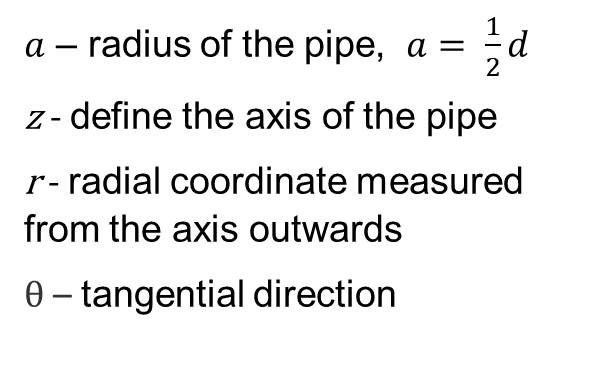 a – radius of the pipe, a = 1/2 d
z - define the axis of the pipe
r - radial coordinate measured
from the axis outwards
θ – tangential direction